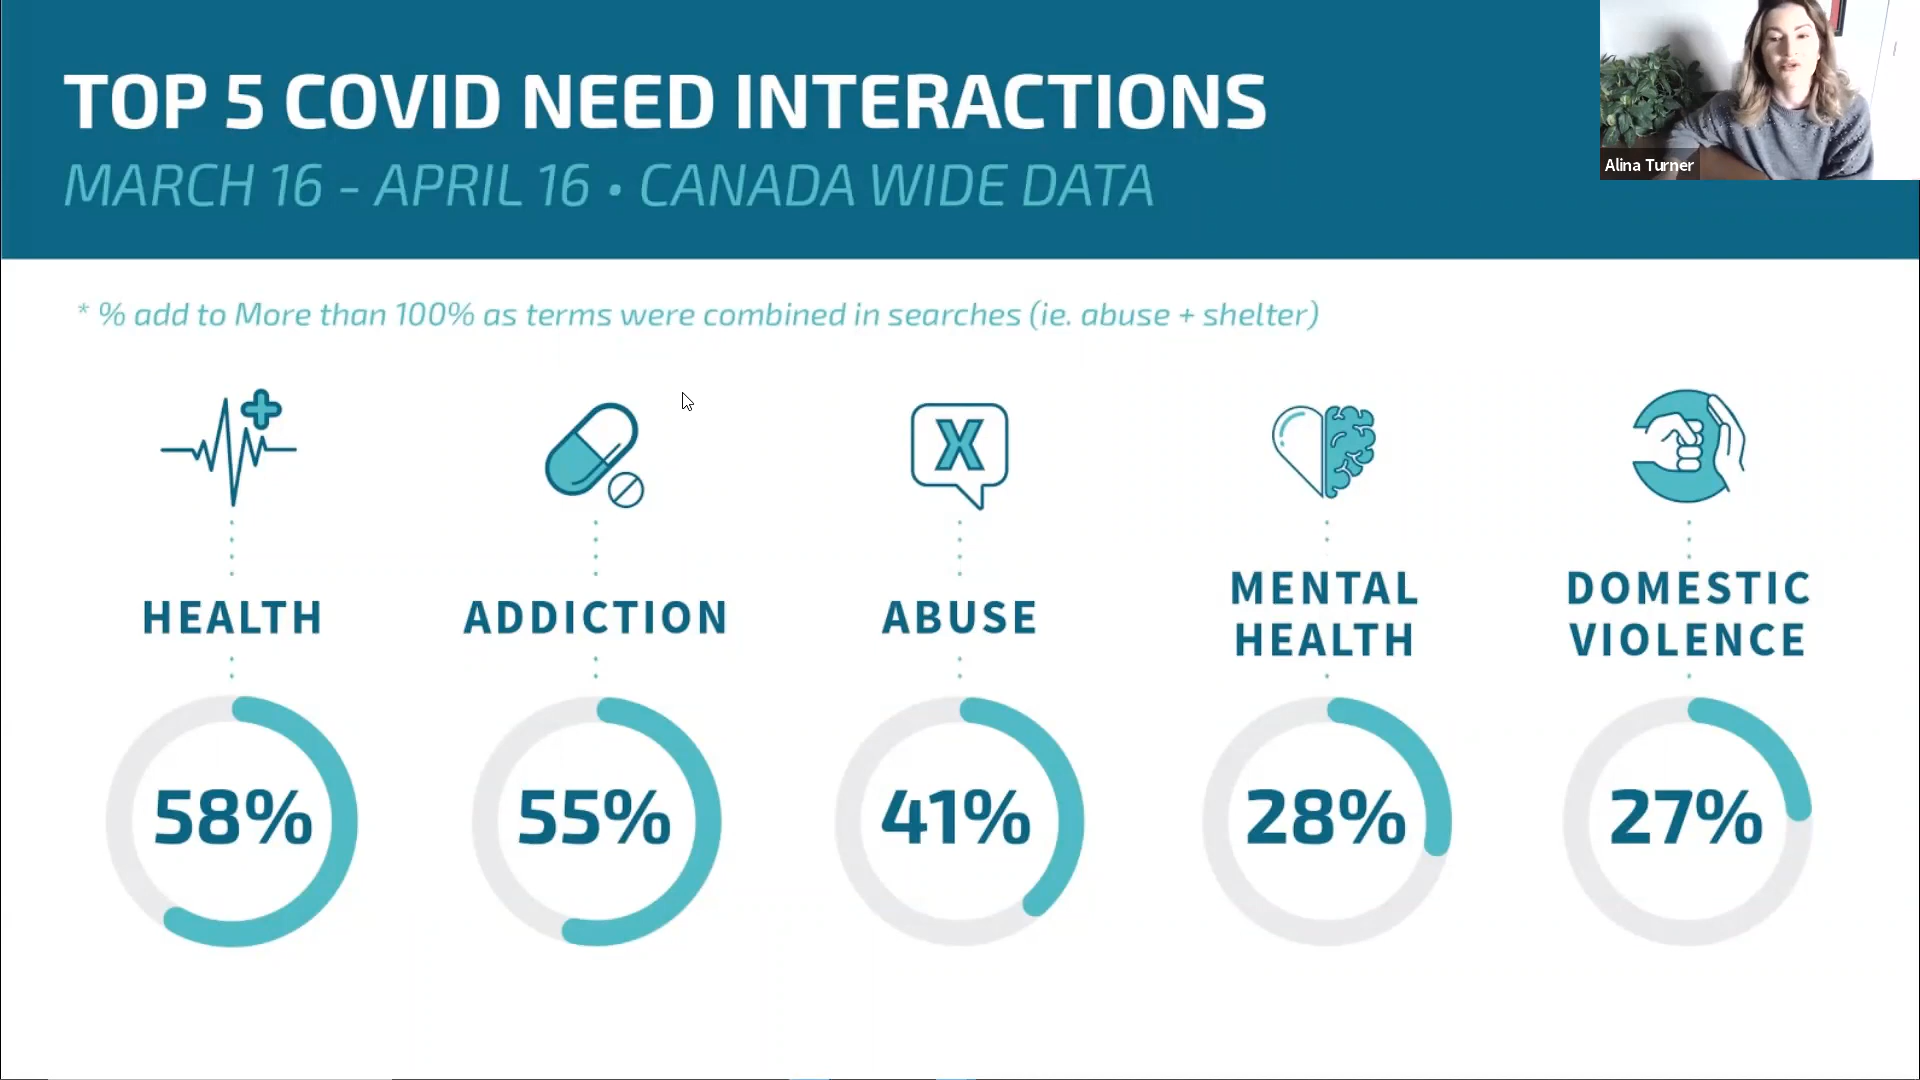 TOP 5 COVID NEED INTERACTIONS
MARCH 16 - APRIL 16 • CANADA WIDE DATA
Alina Turner
* % add to More than 100% as terms were combined in searches (ie. abuse + shelter)
X
HEALTH
ADDICTION
ABUSE
MENTAL
HEALTH
DOMESTIC
VIOLENCE
58%
55%
41%
28%
27%